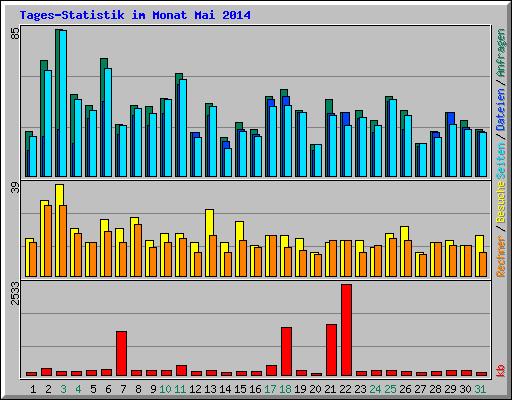 Tages-Statistik im Monat Mai 2014
85
39
2533
Rechner / Besuche Seiten / Dateien / Anfragen
kb
1 2 3 4 5 6 7 8 9 10 11 12 13 14 15 16 17 18 19 20 21 22 23 24 25 26 27 28 29 30 31